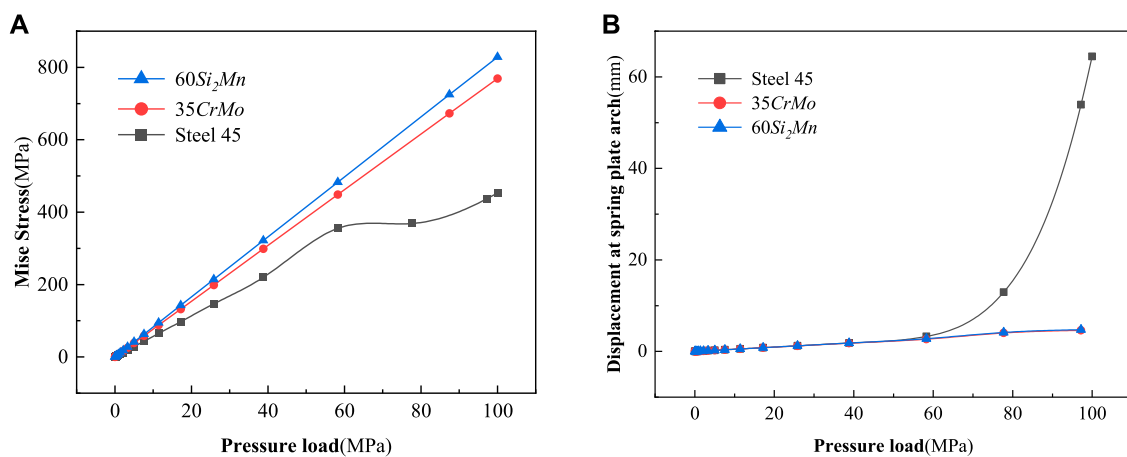 A
800
600
400
200
0
0
20
40
60
80
100
Mise Stress(MPa)
Pressure load(MPa)
60Si₂Mn
35CrMo
Steel 45
B
60
40
20
0
0
20
40
60
80
100
Displacement at spring plate arch(mm)
Pressure load(MPa)
Steel 45
35CrMo
60Si₂Mn